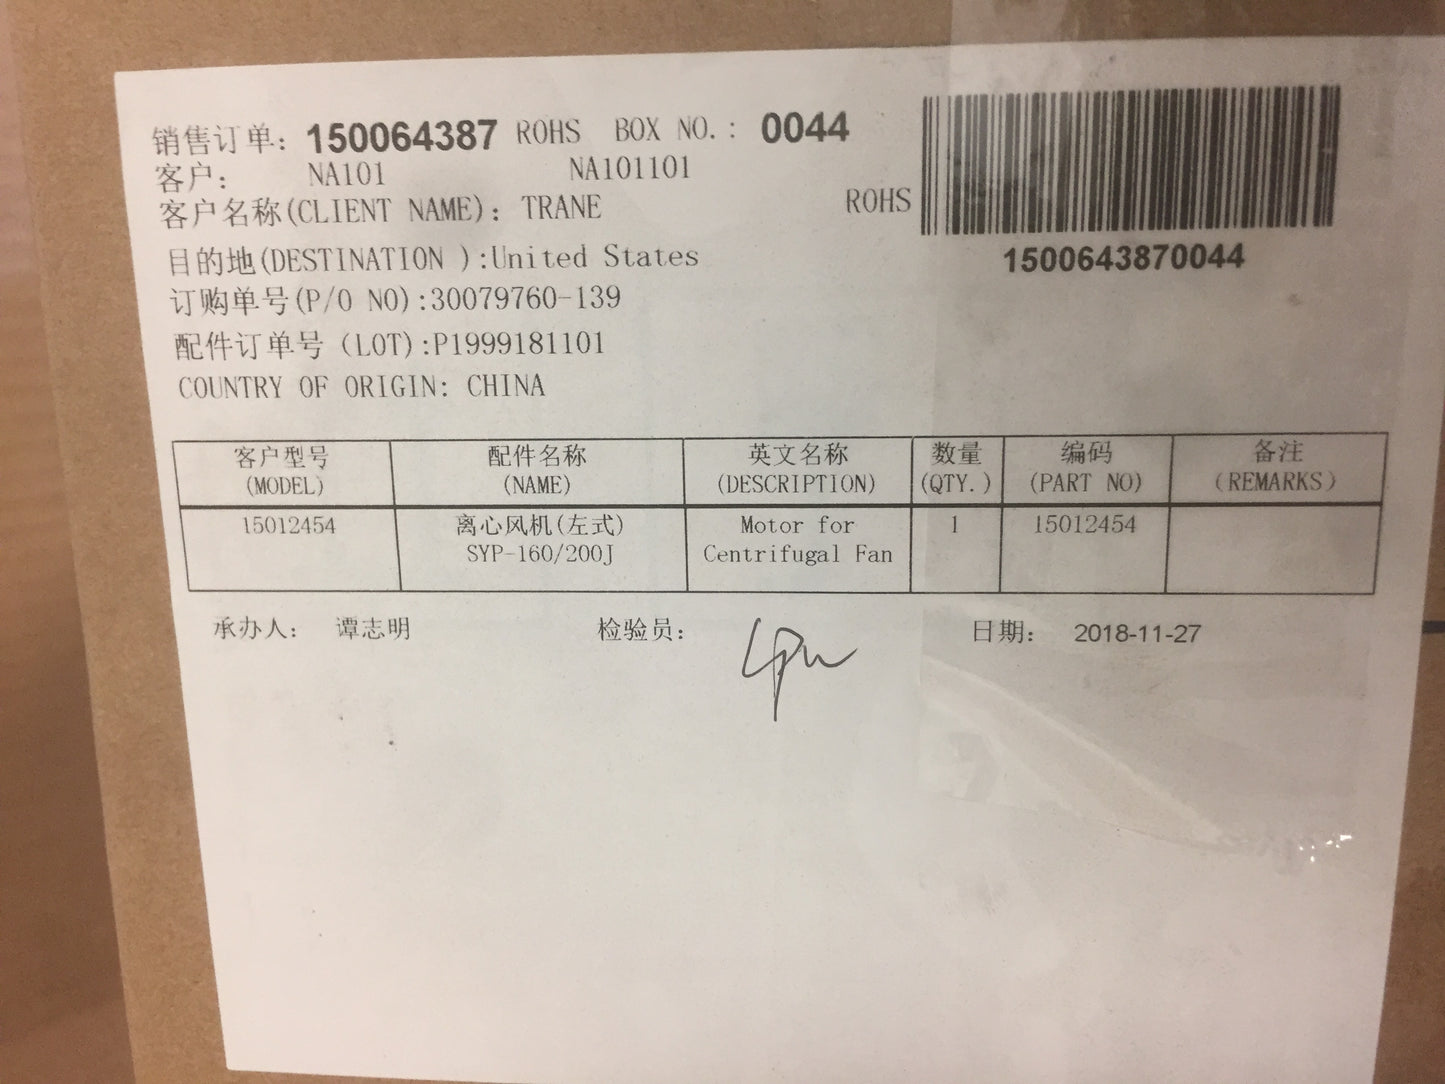 销售订单: 150064387 ROHS BOX NO.: 0044
客户: NA101 NA101101
客户名称(CLIENT NAME): TRANE
ROHS
1500643870044
目的地(DESTINATION ):United States
订购单号(P/O NO):30079760-139
配件订单号 (LOT):P1999181101
COUNTRY OF ORIGIN: CHINA
客户型号 配件名称 英文名称 数量 编码 备注
(MODEL) (NAME) (DESCRIPTION) (QTY.) (PART NO) (REMARKS)
15012454 离心风机(左式) Motor for 1 15012454
SYP-160/200J Centrifugal Fan
承办人: 谭志明 检验员: 日期: 2018-11-27